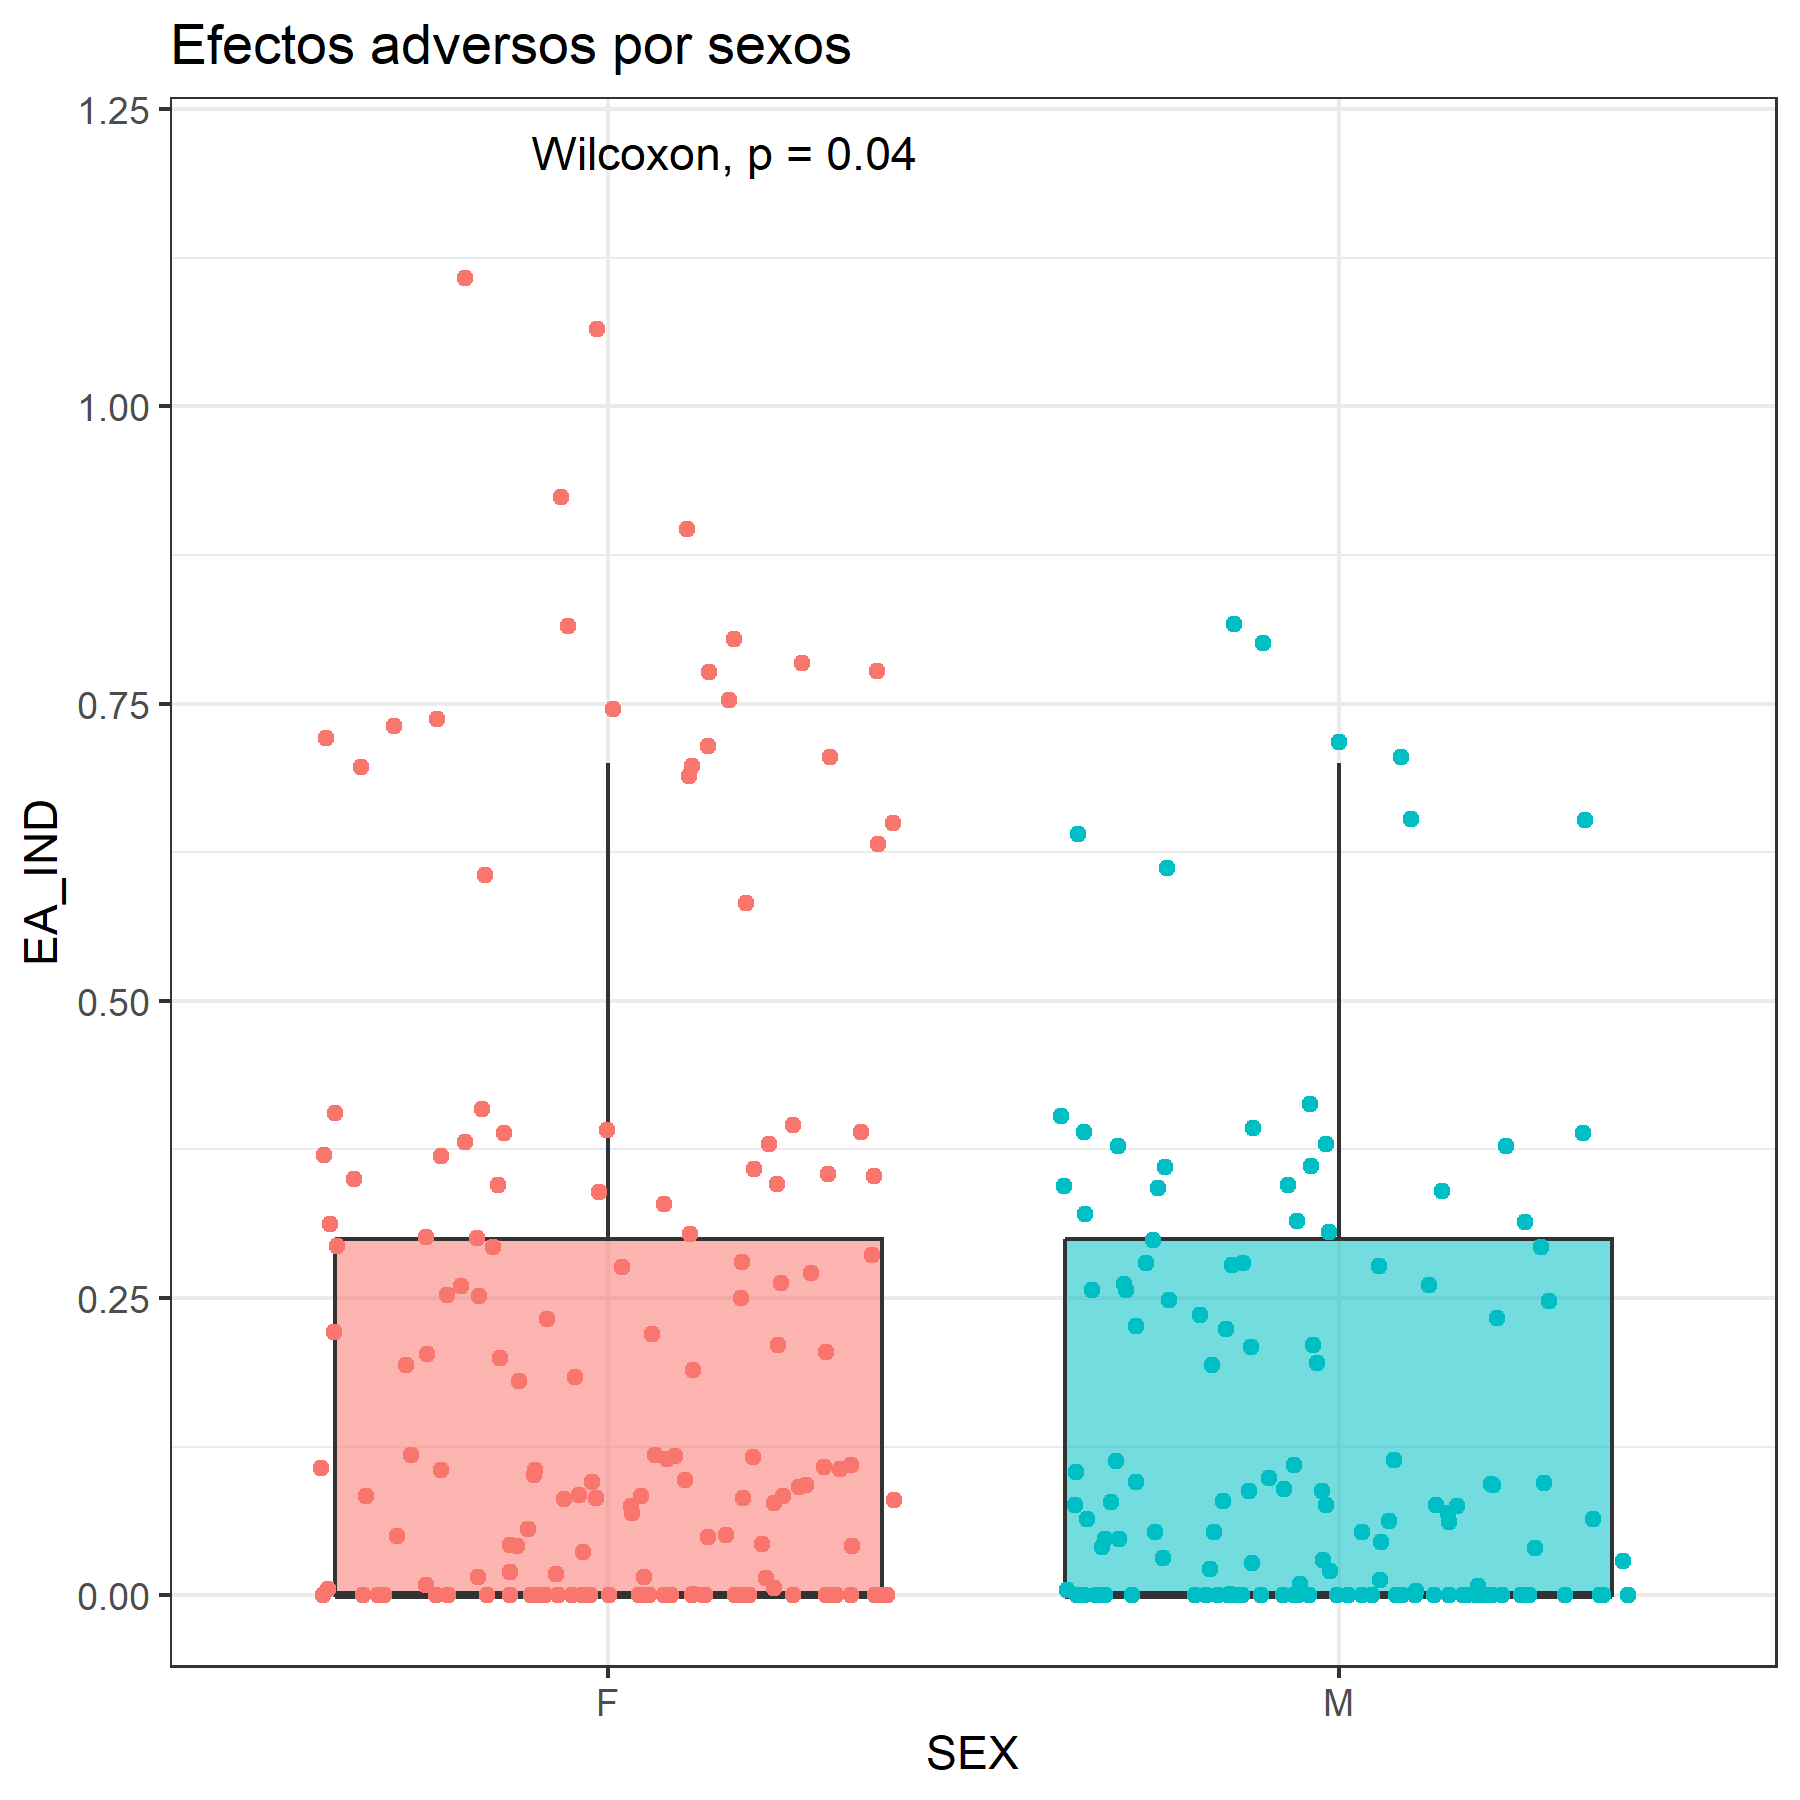 Efectos adversos por sexos
1.25
Wilcoxon, p = 0.04
1.00
0.75
EA_IND
0.50
0.25
0.00
F
M
SEX